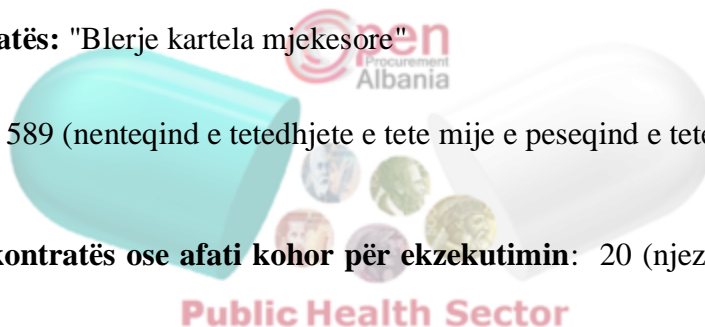 atës: "Blerje kartela mjekesore"
Open
Procurement
Albania
589 (nenteqind e tetedhjete e tete mije e peseqind e tete
kontratës ose afati kohor për ekzekutimin: 20 (njez
Public Health Sector